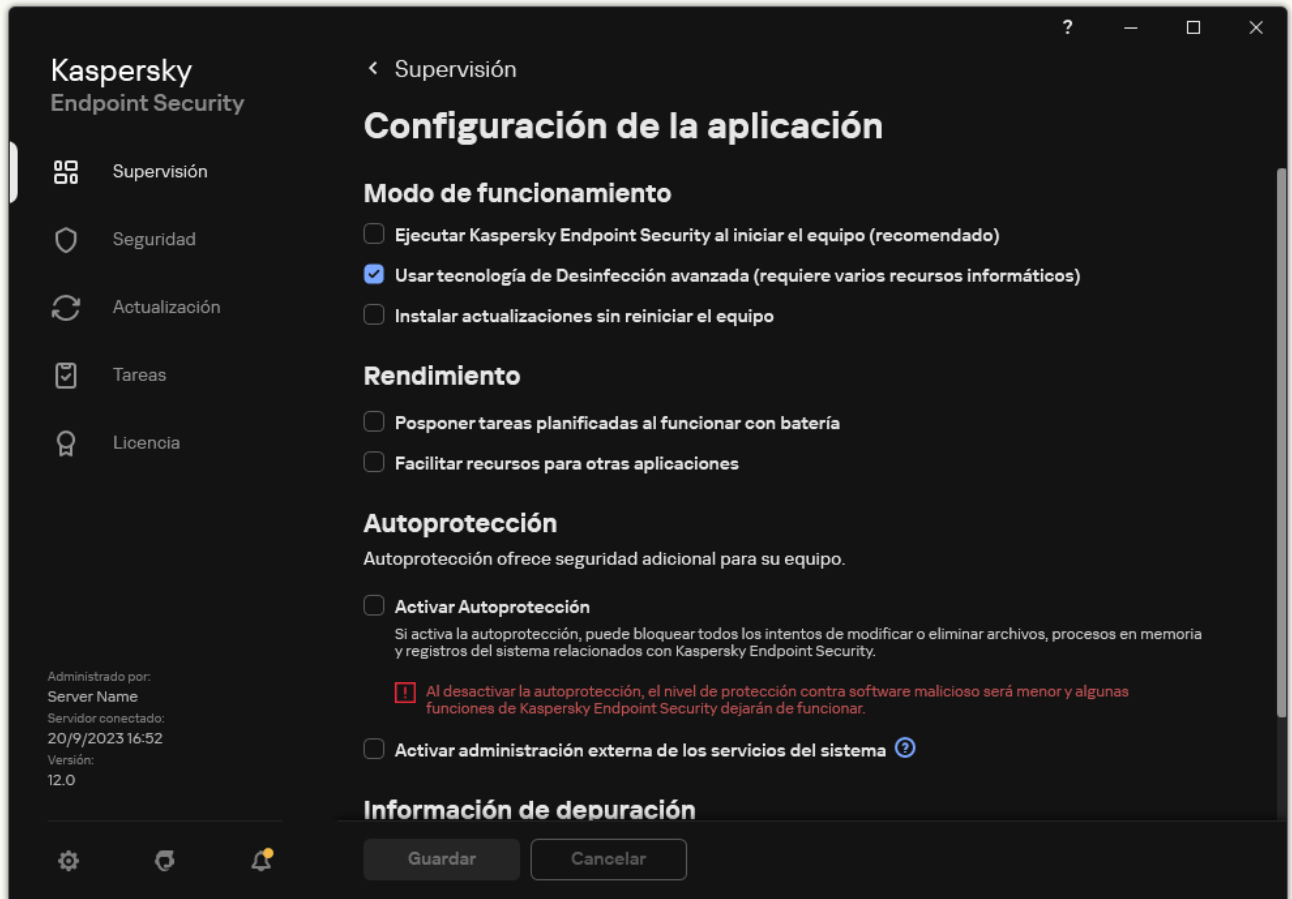 ?
Kaspersky
Endpoint Security
Supervisión
Seguridad
Actualización
Tareas
Licencia
Administrado por:
Server Name
Servidor conectado:
20/9/2023 16:52
Versión:
12.0
Supervisión
Configuración de la aplicación
Modo de funcionamiento
Ejecutar Kaspersky Endpoint Security al iniciar el equipo (recomendado)
Usar tecnología de Desinfección avanzada (requiere varios recursos informáticos)
Instalar actualizaciones sin reiniciar el equipo
Rendimiento
Posponer tareas planificadas al funcionar con batería
Facilitar recursos para otras aplicaciones
Autoprotección
Autoprotección ofrece seguridad adicional para su equipo.
Activar Autoprotección
Si activa la autoprotección, puede bloquear todos los intentos de modificar o eliminar archivos, procesos en memoria
y registros del sistema relacionados con Kaspersky Endpoint Security.
Al desactivar la autoprotección, el nivel de protección contra software malicioso será menor y algunas
funciones de Kaspersky Endpoint Security dejarán de funcionar.
Activar administración externa de los servicios del sistema ?
Información de depuración
Guardar
Cancelar